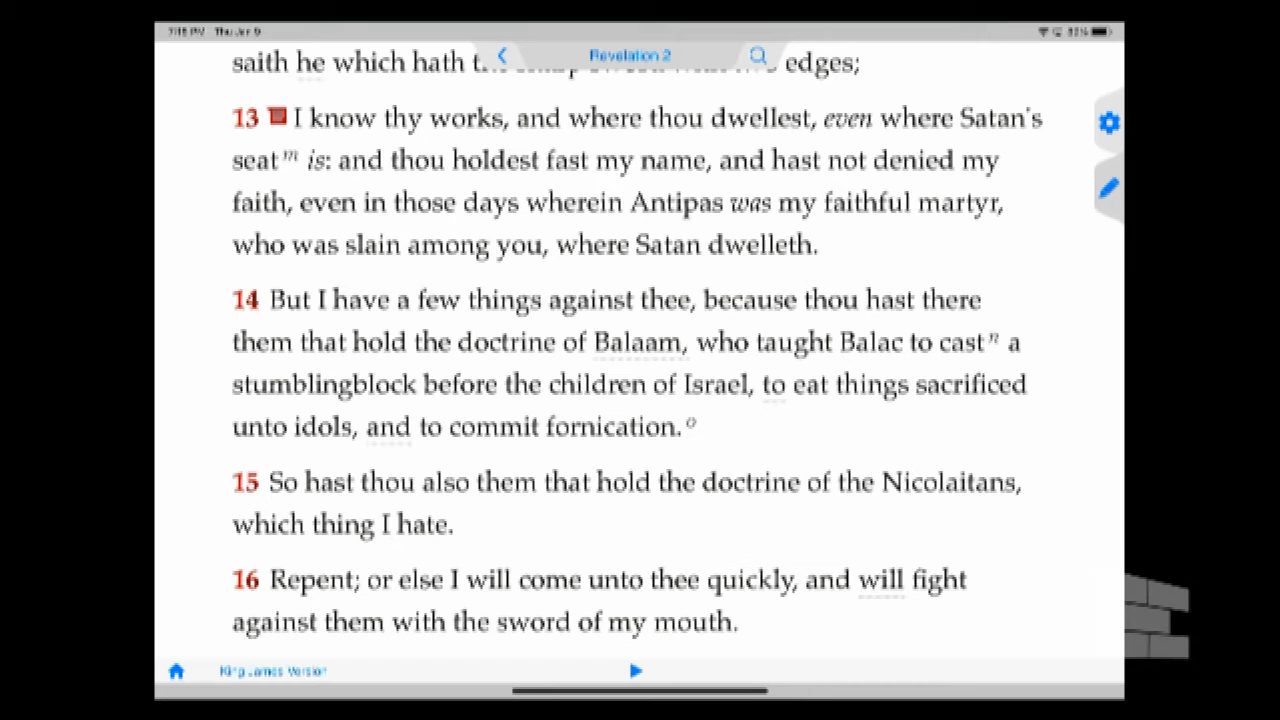 7:15 PM Thu Jan 9
Revelation 2
saith he which hath edges;
13 I know thy works, and where thou dwellest, even where Satan's
seat m is: and thou holdest fast my name, and hast not denied my
faith, even in those days wherein Antipas was my faithful martyr,
who was slain among you, where Satan dwelleth.
14 But I have a few things against thee, because thou hast there
them that hold the doctrine of Balaam, who taught Balac to cast n a
stumblingblock before the children of Israel, to eat things sacrificed
unto idols, and to commit fornication. o
15 So hast thou also them that hold the doctrine of the Nicolaitans,
which thing I hate.
16 Repent; or else I will come unto thee quickly, and will fight
against them with the sword of my mouth.
King James Version